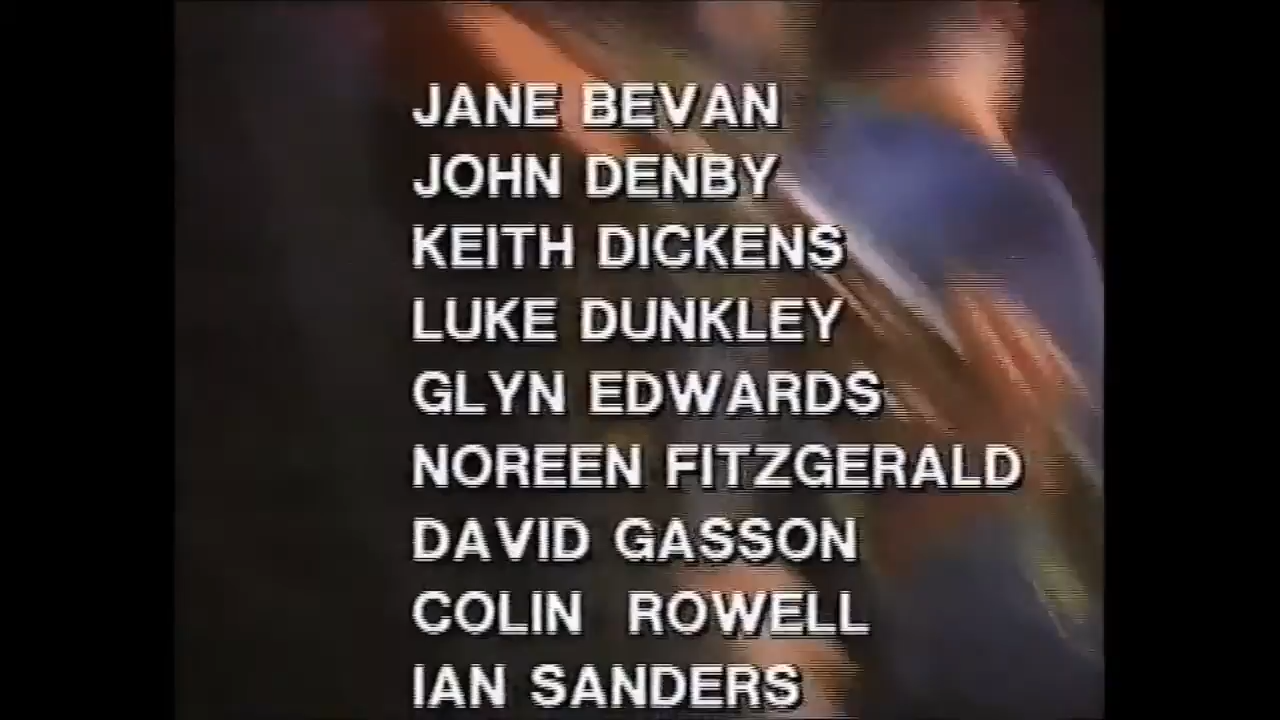 JANE BEVAN
JOHN DENBY
KEITH DICKENS
LUKE DUNKLEY
GLYN EDWARDS
NOREEN FITZGERALD
DAVID GASSON
COLIN ROWELL
IAN SANDERS